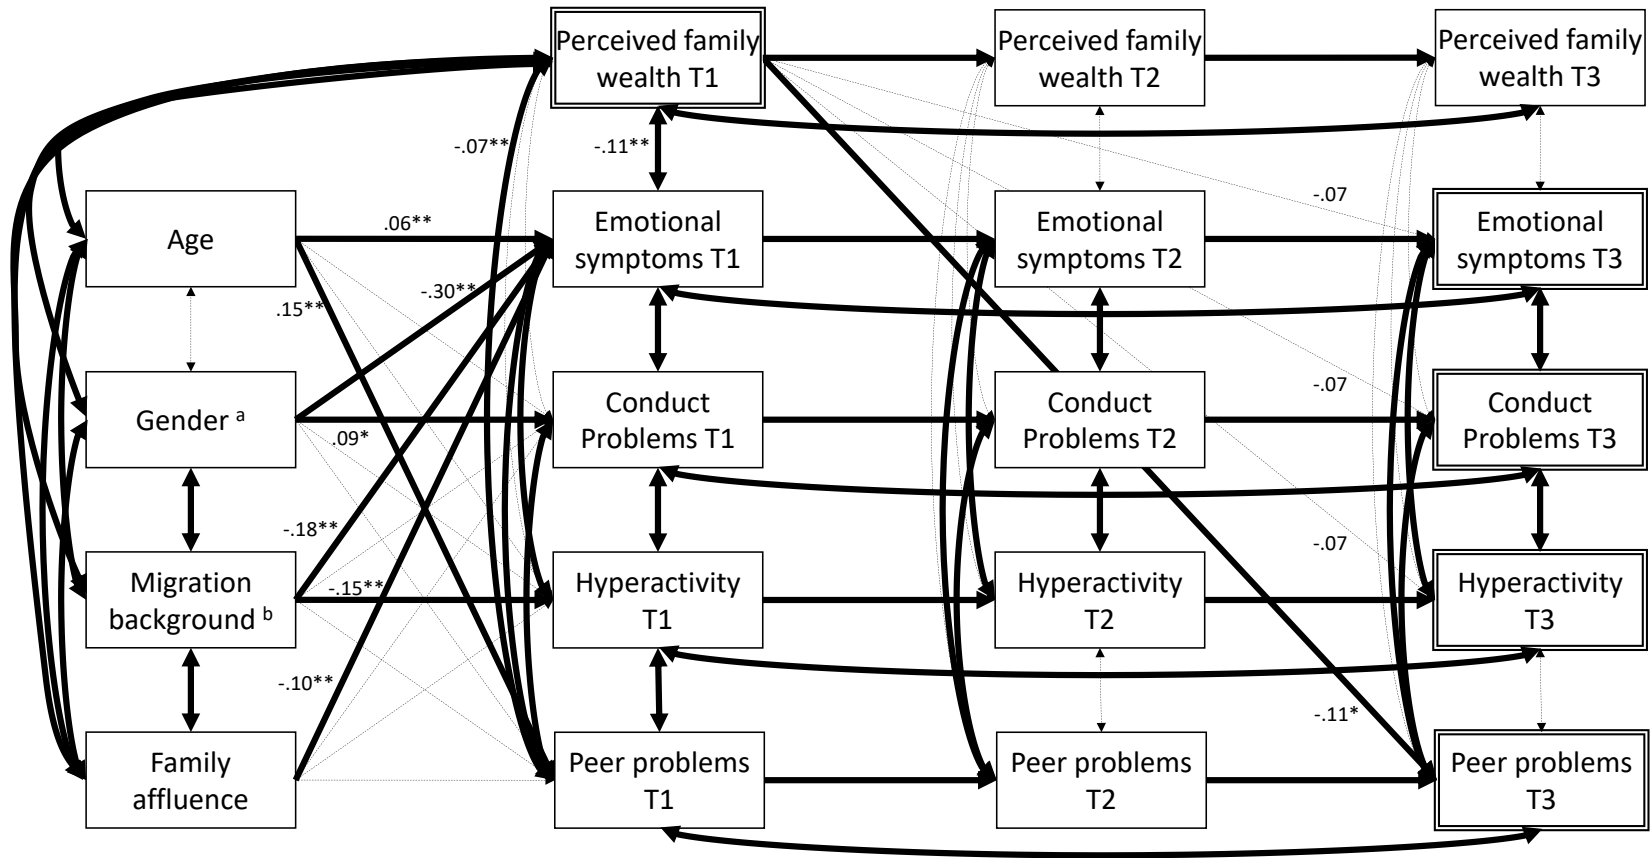 Perceived family
wealth T1
Perceived family
wealth T2
Perceived family
wealth T3
-.07**
-.11**
Age
.06**
Emotional
symptoms T1
Emotional
symptoms T2
-.07
Emotional
symptoms T3
-.30**
.15**
Gender a
.09*
Conduct
Problems T1
Conduct
Problems T2
-.07
Conduct
Problems T3
-.18**
Migration
background b
-.15**
Hyperactivity
T1
Hyperactivity
T2
-.07
Hyperactivity
T3
-.10**
-.11*
Family
affluence
Peer problems
T1
Peer problems
T2
Peer problems
T3